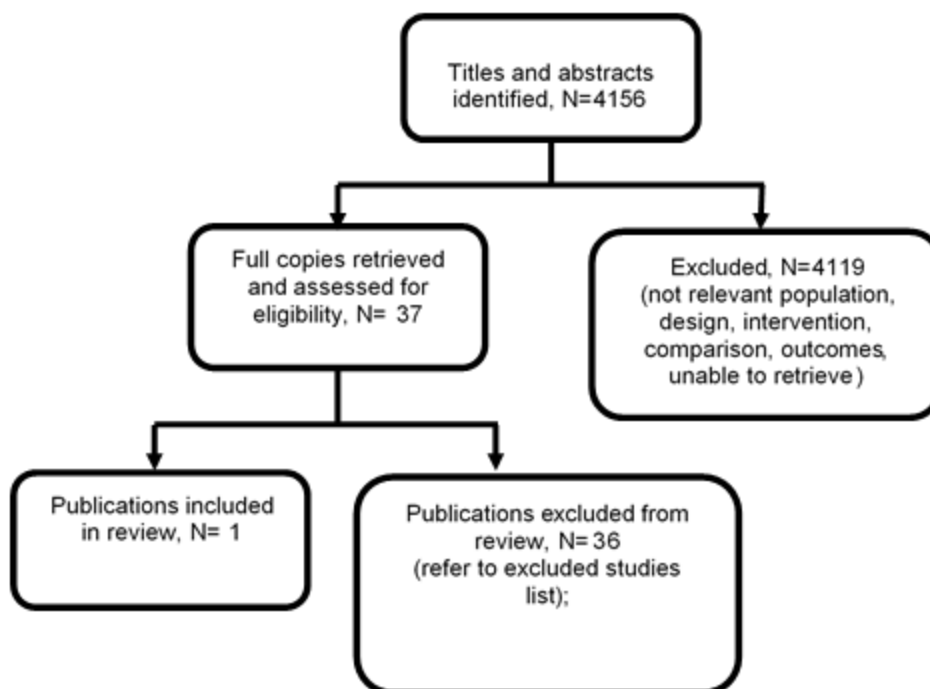 Titles and abstracts
identified, N=4156
Full copies retrieved
and assessed for
eligibility, N= 37
Excluded, N=4119
(not relevant population,
design, intervention,
comparison, outcomes,
unable to retrieve)
Publications included
in review, N= 1
Publications excluded from
review, N= 36
(refer to excluded studies
list);